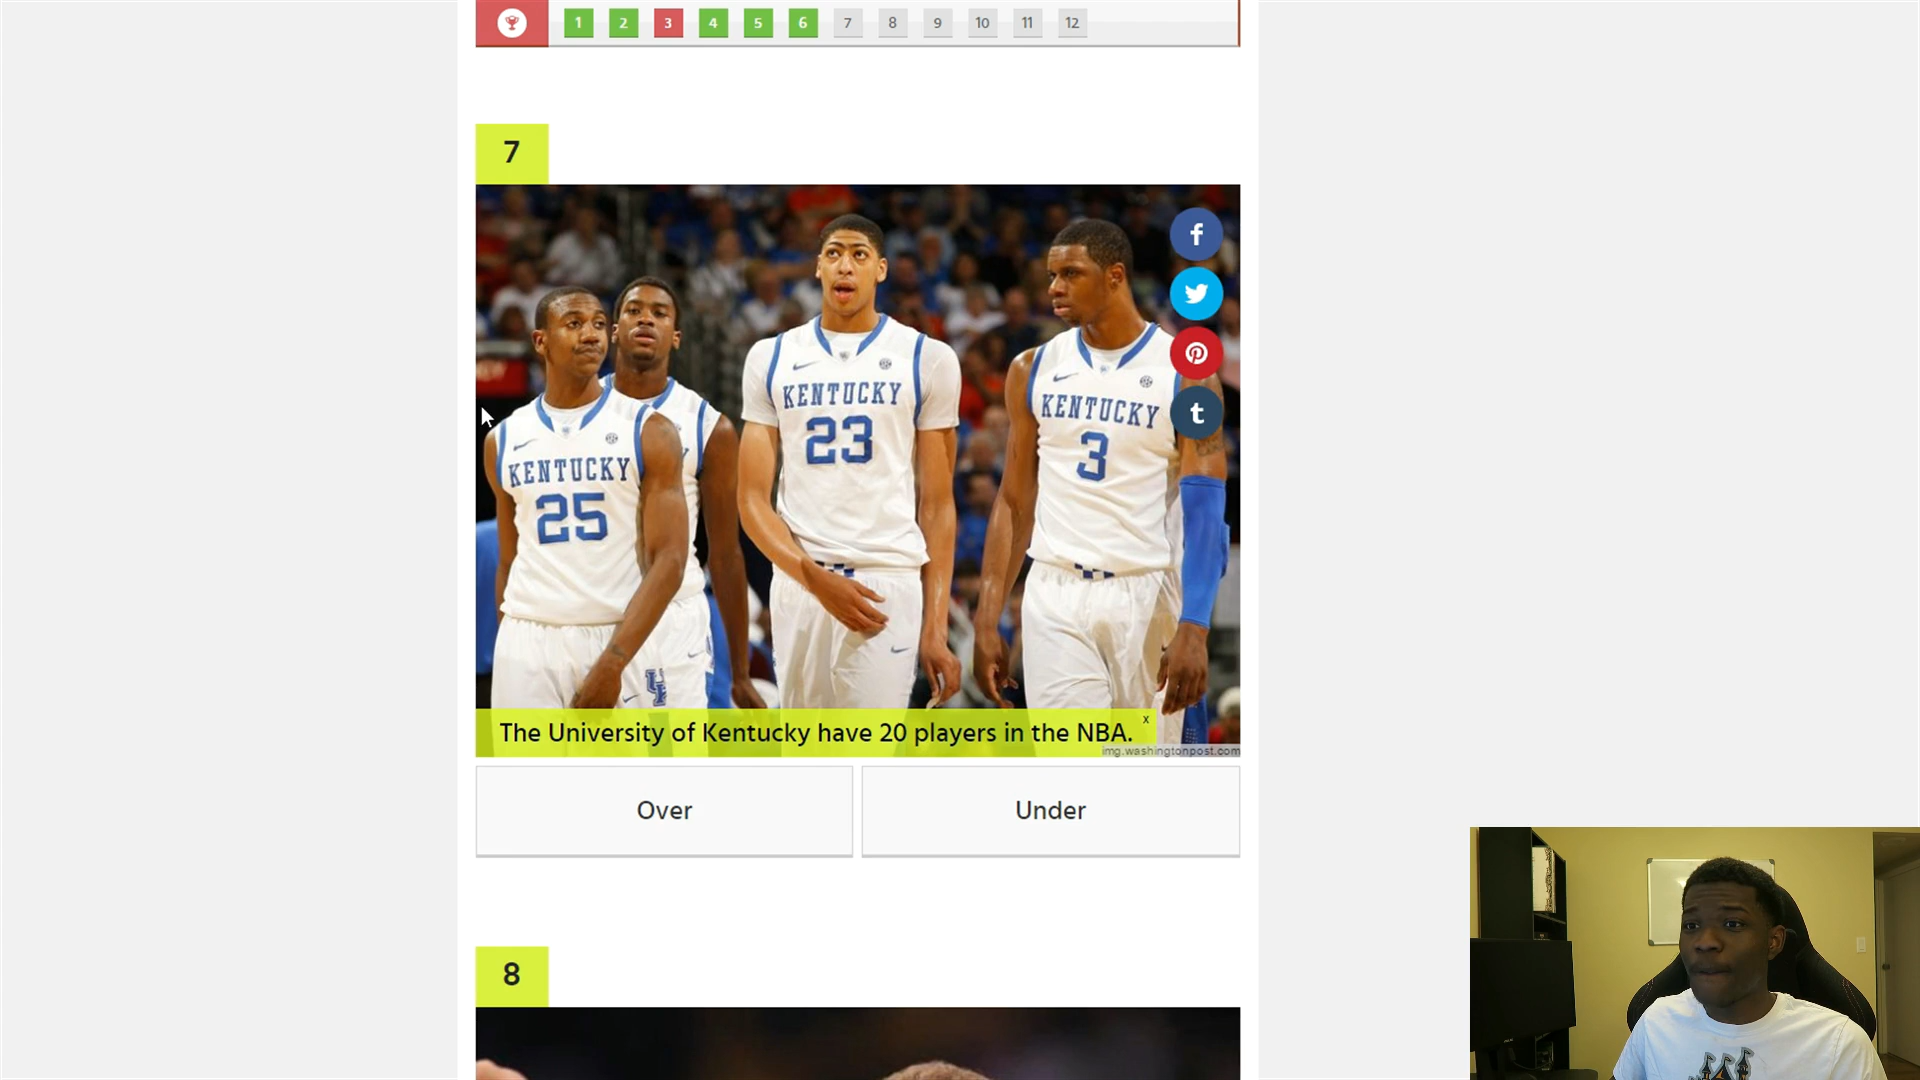 1 2 3 4 5 6 7 8 9 10 11 12
7
f
t
KENTUCKY
23
KENTUCKY
3
KENTUCKY
25
The University of Kentucky have 20 players in the NBA.
x
img.washingtonpost.com
Over
Under
8